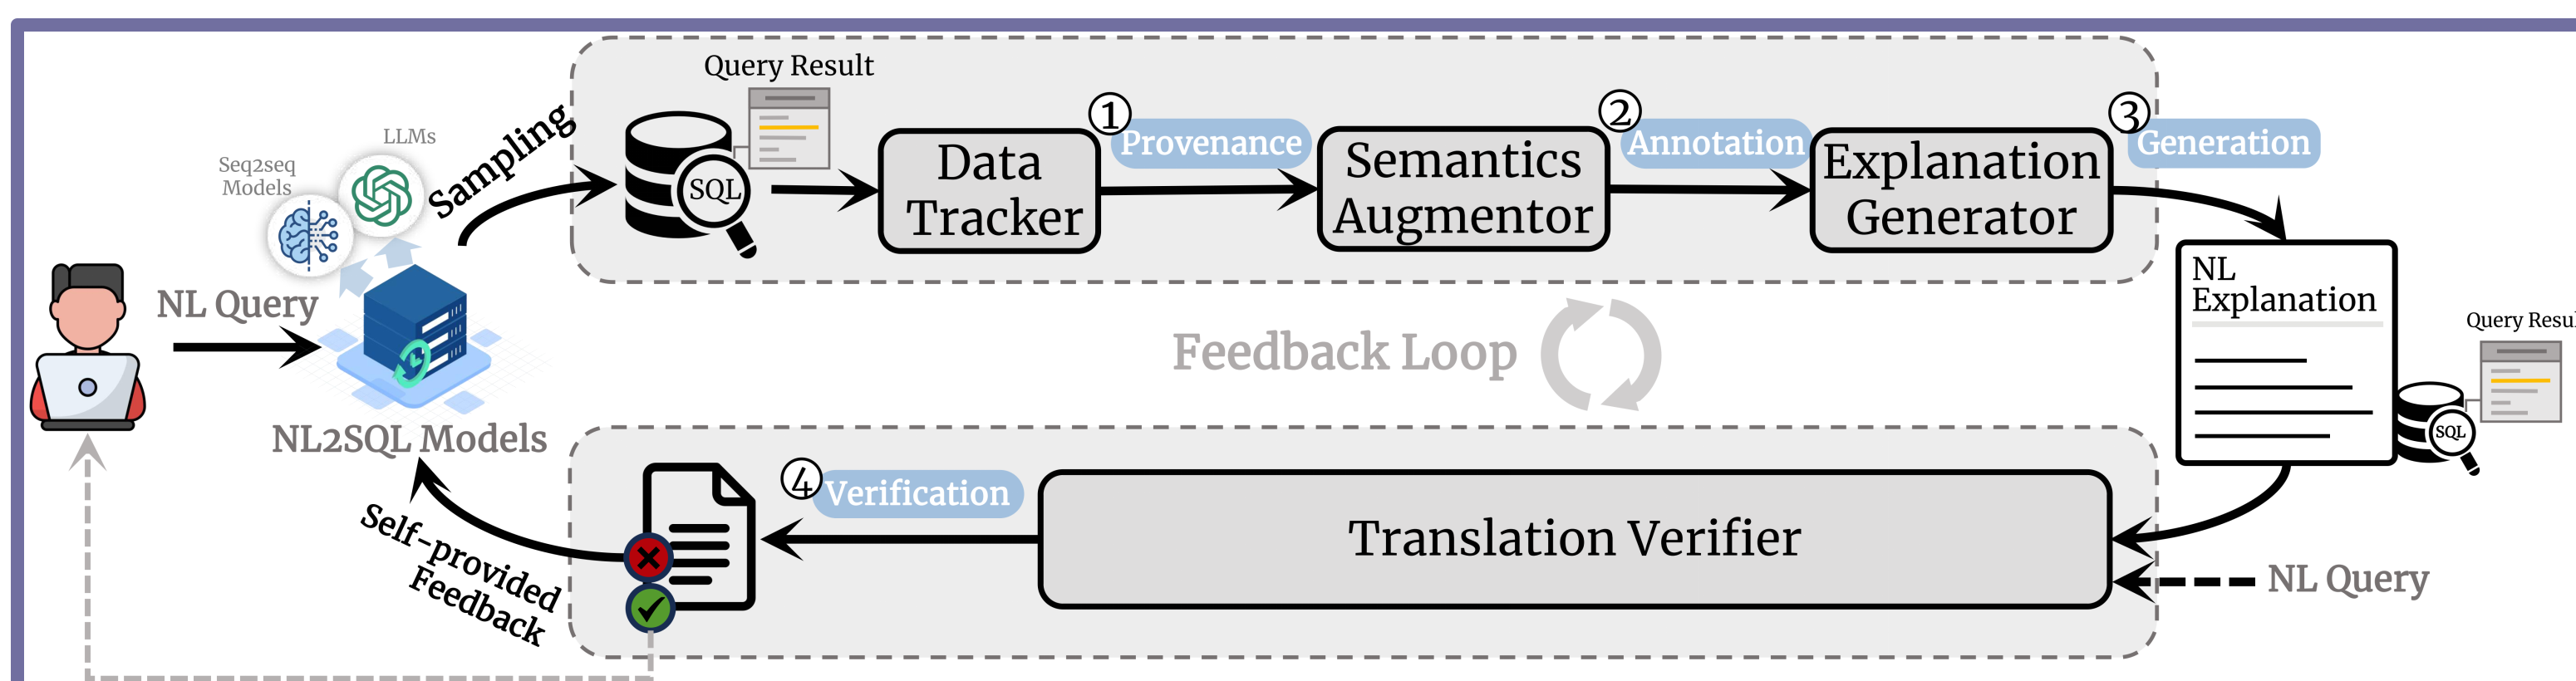 Query Result
LLMs
Seq2seq
Models
Sampling
SQL
Data
Tracker
1
Provenance
Semantics
Augmentor
2
Annotation
Explanation
Generator
3
Generation
NL Query
NL2SQL Models
Feedback Loop
NL
Explanation
Query Resul
SQL
Self-provided
Feedback
4
Verification
Translation Verifier
NL Query